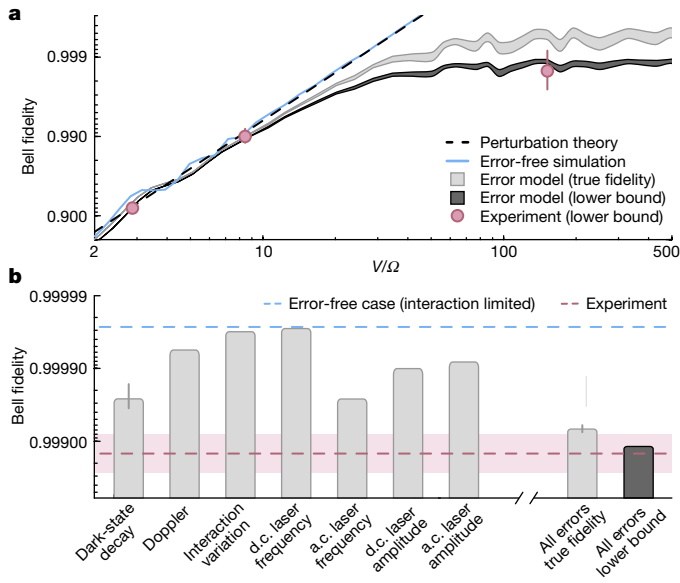 a
0.999
0.990
0.900
Bell fidelity
Perturbation theory
Error-free simulation
Error model (true fidelity)
Error model (lower bound)
Experiment (lower bound)
2
10
100
500
V/Ω
b
0.99999
0.99990
0.99900
Bell fidelity
Error-free case (interaction limited)
Experiment
Dark-state
decay
Doppler
Interaction
variation
d.c. laser
frequency
a.c. laser
frequency
d.c. laser
amplitude
a.c. laser
amplitude
All errors
true fidelity
All errors
lower bound